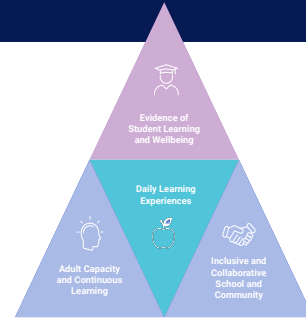 Evidence of
Student Learning
and Wellbeing
Daily Learning
Experiences
Adult Capacity
and Continuous
Learning
Inclusive and
Collaborative
School and
Community